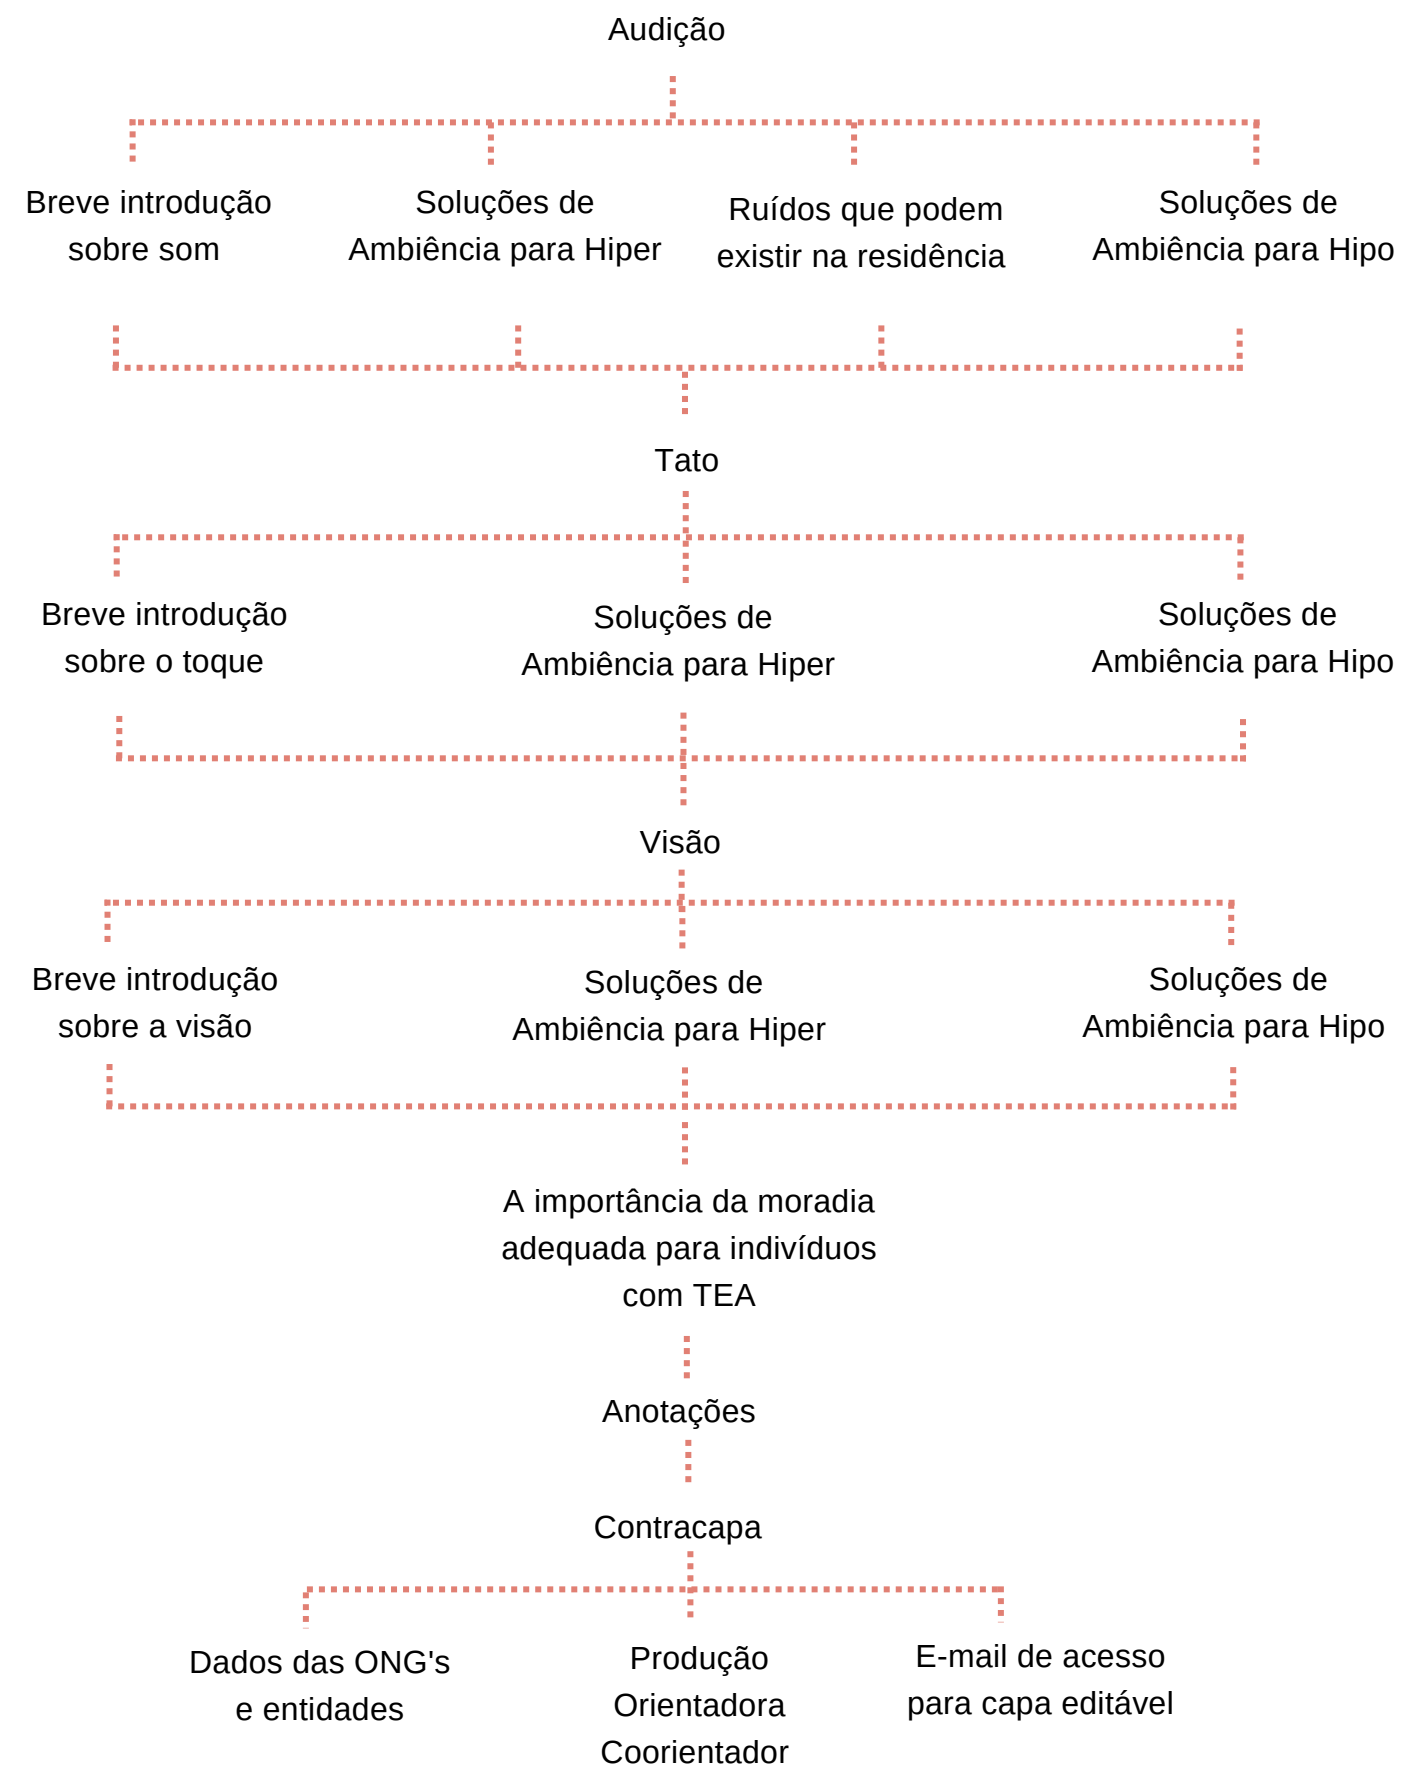 Audição
Breve introdução
sobre som
Soluções de
Ambiência para Hiper
Ruídos que podem
existir na residência
Soluções de
Ambiência para Hipo
Tato
Breve introdução
sobre o toque
Soluções de
Ambiência para Hiper
Soluções de
Ambiência para Hipo
Visão
Breve introdução
sobre a visão
Soluções de
Ambiência para Hiper
Soluções de
Ambiência para Hipo
A importância da moradia
adequada para indivíduos
com TEA
Anotações
Contracapa
Dados das ONG's
e entidades
Produção
Orientadora
Coorientador
E-mail de acesso
para capa editável